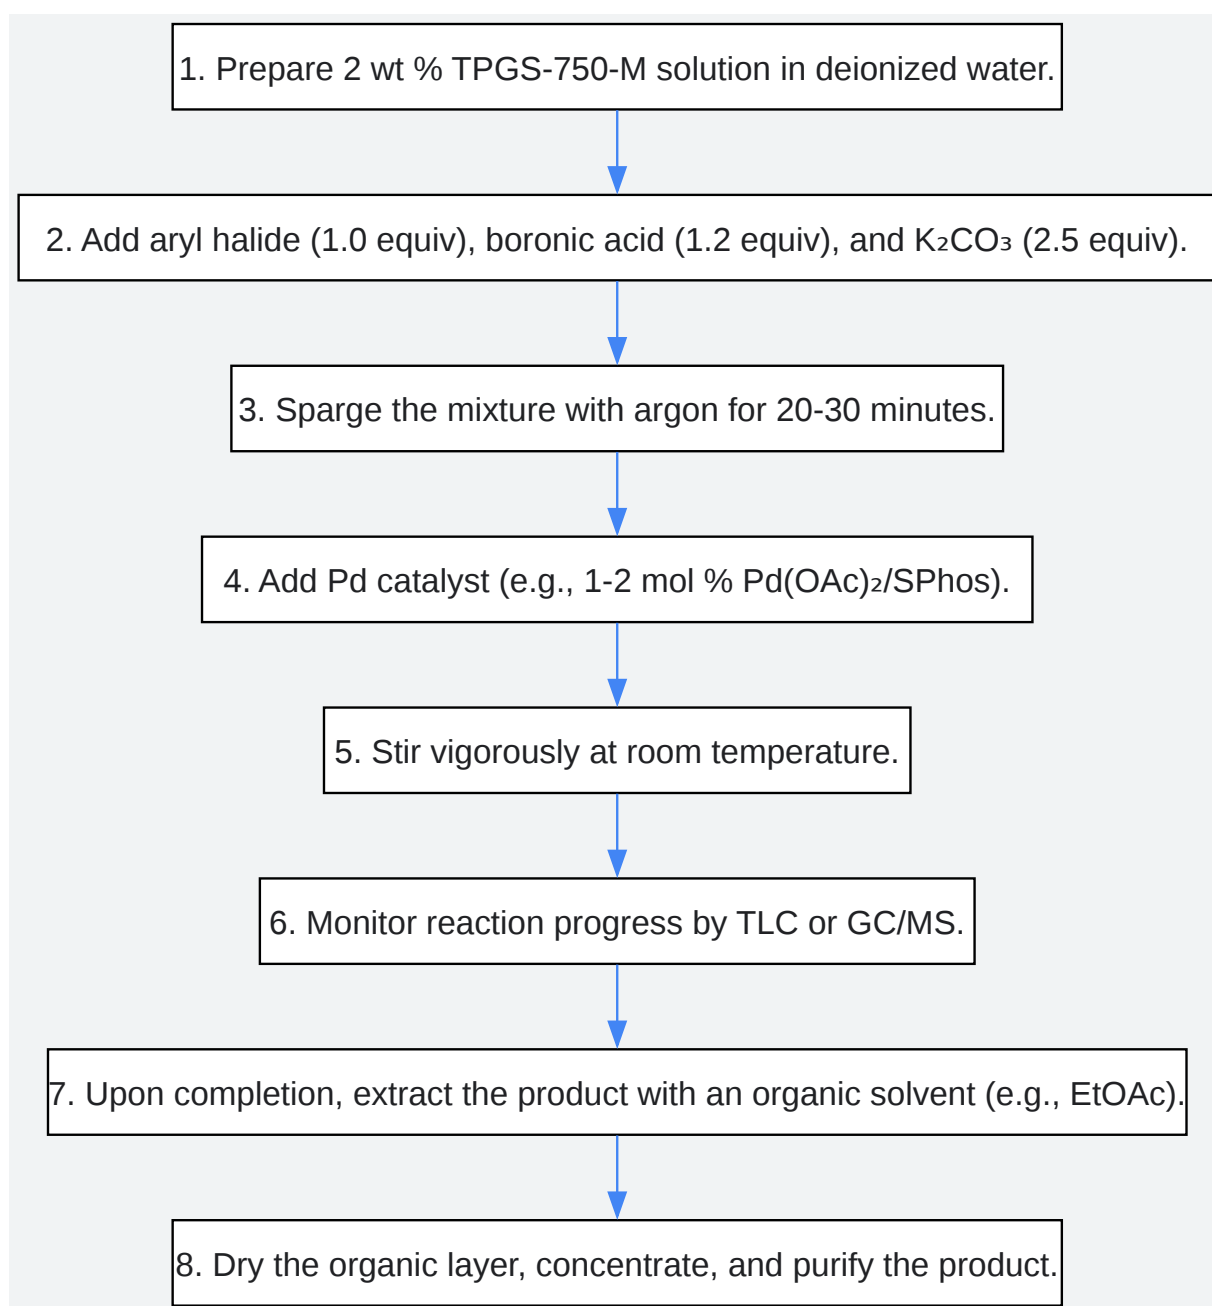 1. Prepare 2 wt % TPGS-750-M solution in deionized water.
2. Add aryl halide (1.0 equiv), boronic acid (1.2 equiv), and K₂CO₃ (2.5 equiv).
3. Sparge the mixture with argon for 20-30 minutes.
4. Add Pd catalyst (e.g., 1-2 mol % Pd(OAc)₂/SPhos).
5. Stir vigorously at room temperature.
6. Monitor reaction progress by TLC or GC/MS.
7. Upon completion, extract the product with an organic solvent (e.g., EtOAc).
8. Dry the organic layer, concentrate, and purify the product.